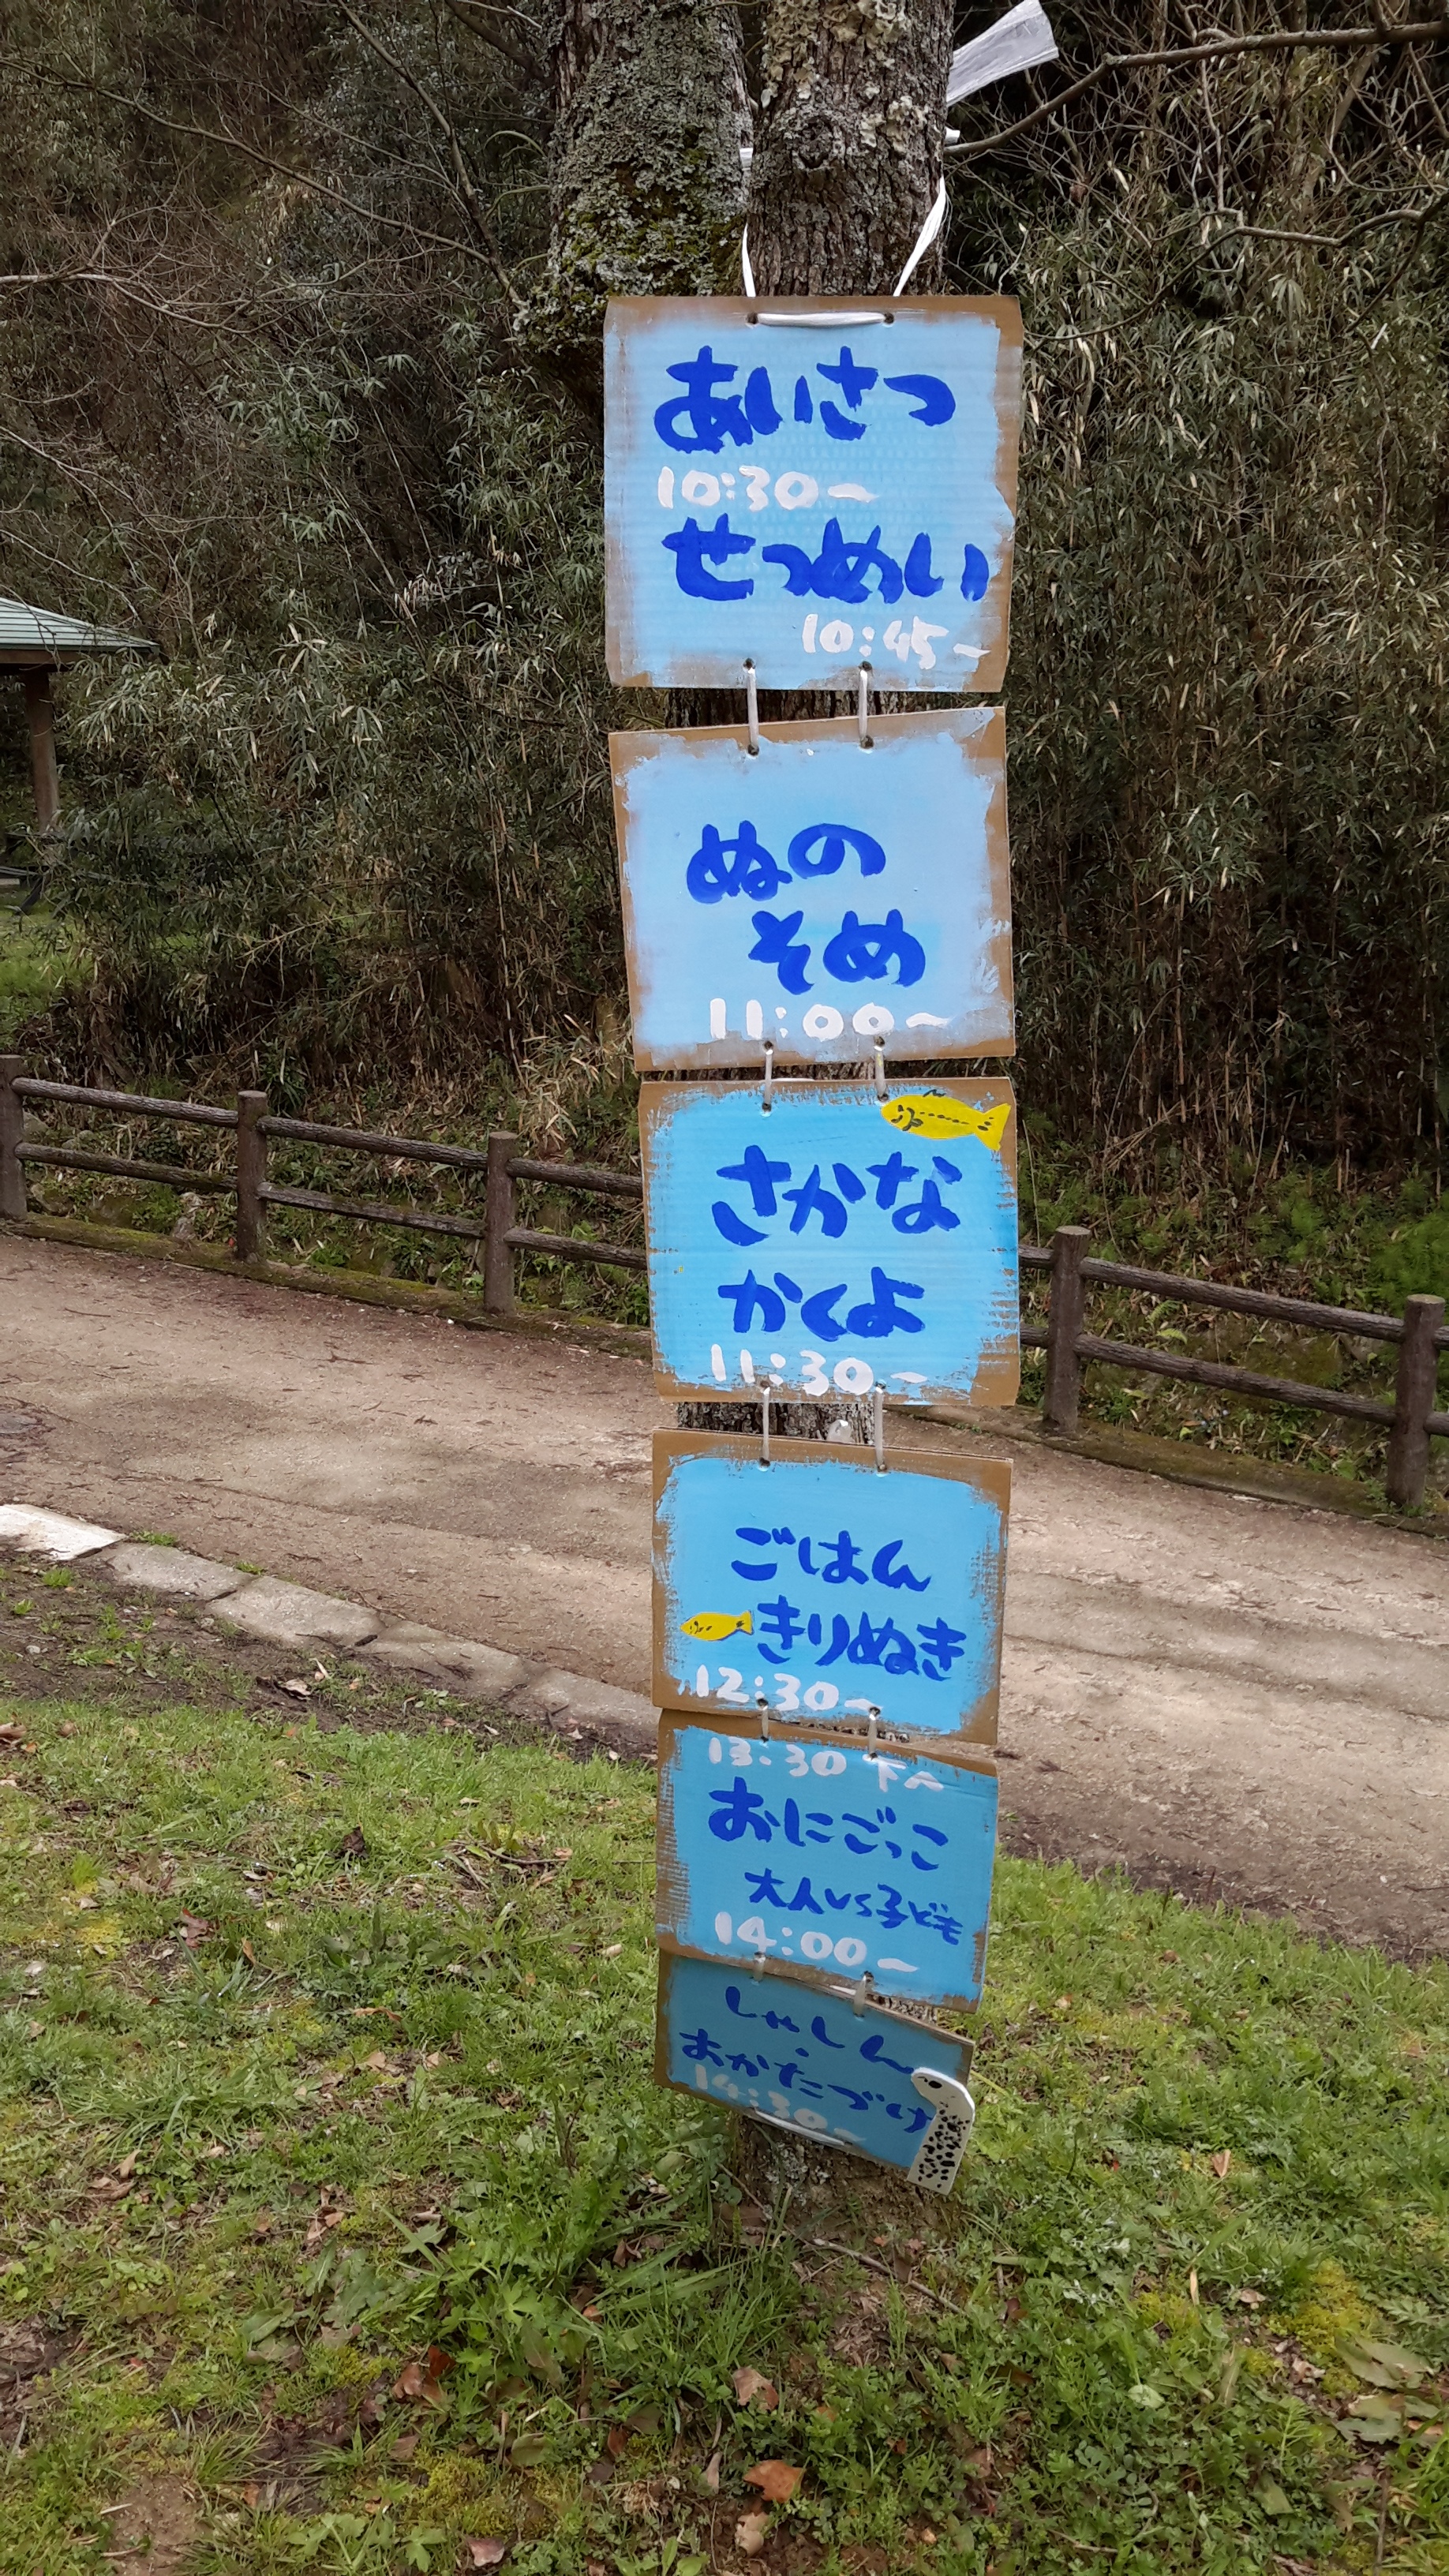 あいさつ
10:30～
せつめい
10:45～
ぬの
そめ
11:00～
さかな
かくよ
11:30～
ごはん
きりぬき
12:30～
13:30 下へ
おにごっこ
大人vs子ども
14:00～
しゃしん
おかたづけ
14:30～